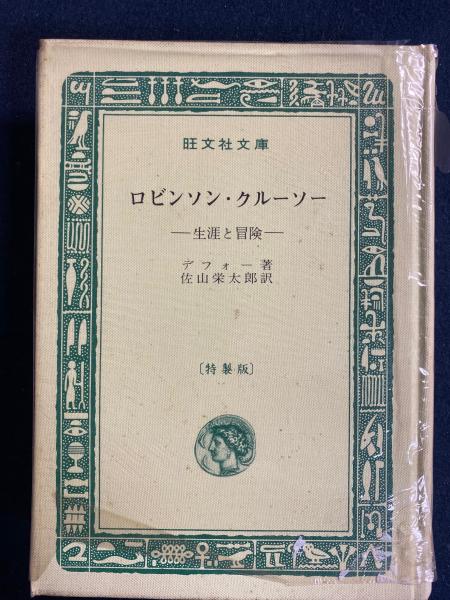 旺文社文庫
ロビンソン・クルーソー
―生涯と冒険―
デフォー著
佐山栄太郎訳
〔特製版〕